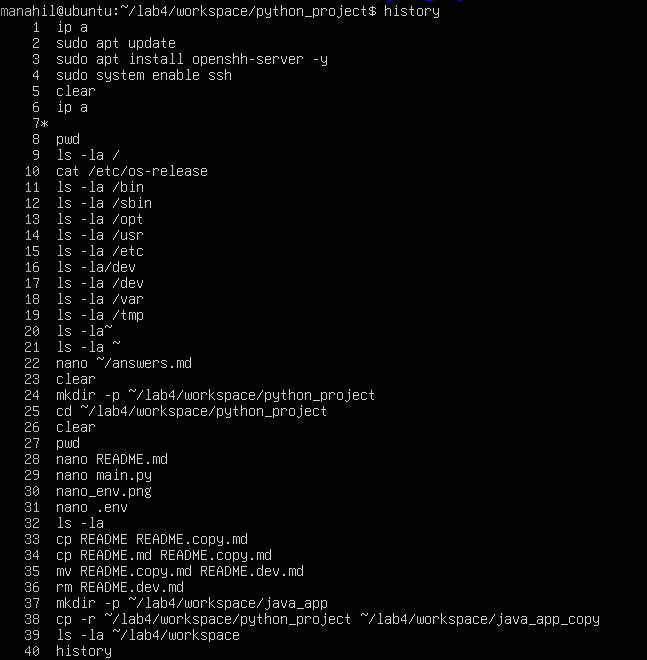 manahil@ubuntu:~/lab4/workspace/python_project$ history
1 ip a
2 sudo apt update
3 sudo apt install openshh-server -y
4 sudo system enable ssh
5 clear
6 ip a
7*
8 pwd
9 ls -la /
10 cat /etc/os-release
11 ls -la /bin
12 ls -la /sbin
13 ls -la /opt
14 ls -la /usr
15 ls -la /etc
16 ls -la/dev
17 ls -la /dev
18 ls -la /var
19 ls -la /tmp
20 ls -la~
21 ls -la ~
22 nano ~/answers.md
23 clear
24 mkdir -p ~/lab4/workspace/python_project
25 cd ~/lab4/workspace/python_project
26 clear
27 pwd
28 nano README.md
29 nano main.py
30 nano_env.png
31 nano .env
32 ls -la
33 cp README README.copy.md
34 cp README.md README.copy.md
35 mv README.copy.md README.dev.md
36 rm README.dev.md
37 mkdir -p ~/lab4/workspace/java_app
38 cp -r ~/lab4/workspace/python_project ~/lab4/workspace/java_app_copy
39 ls -la ~/lab4/workspace
40 history